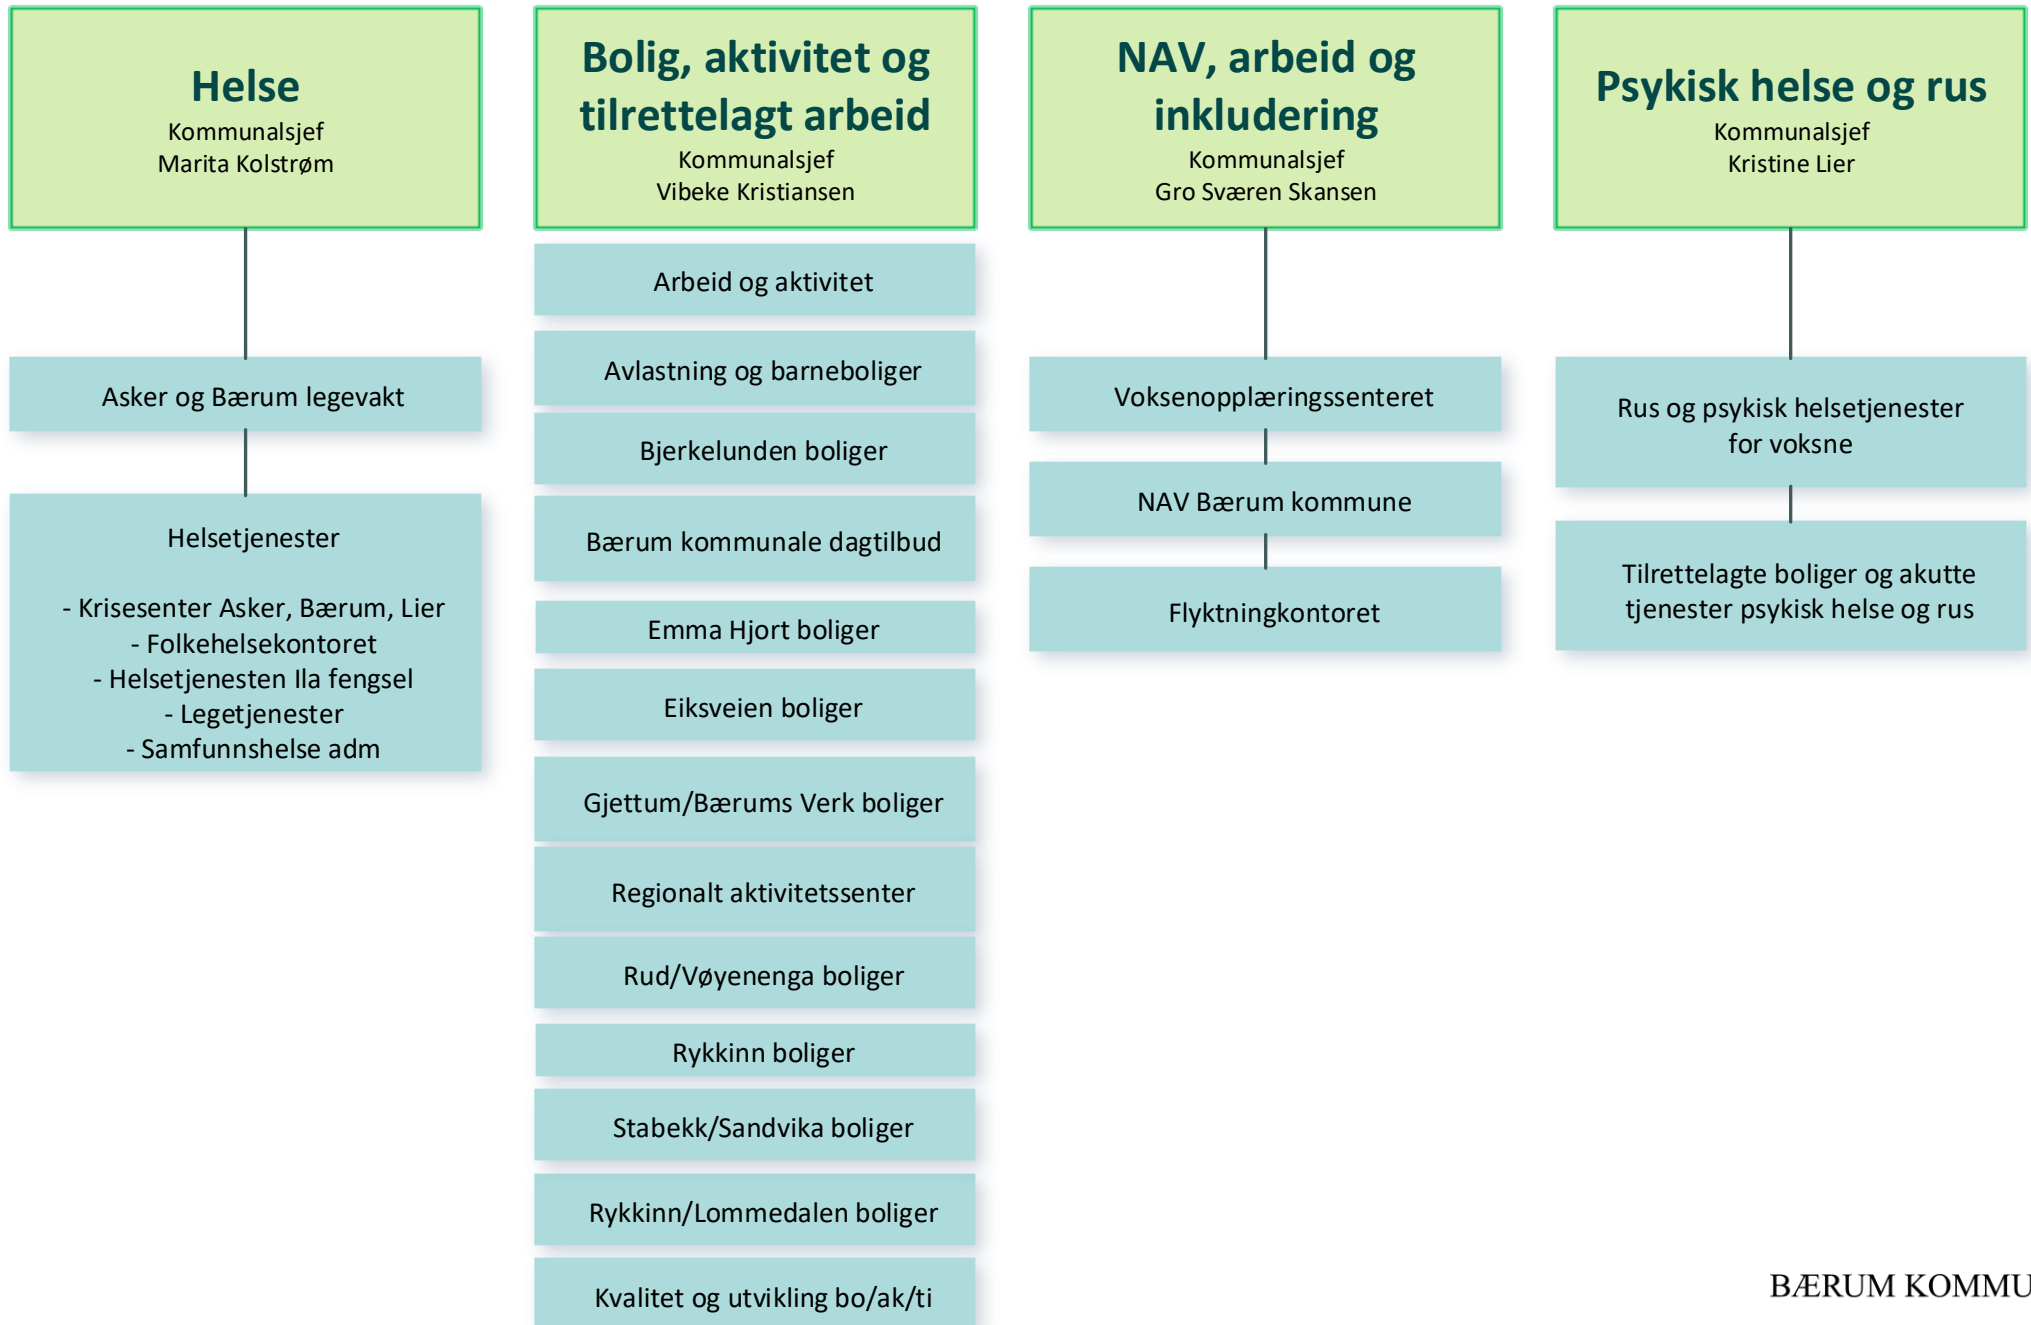 Helse
Kommunalsjef
Marita Kolstrøm
Asker og Bærum legevakt
Helsetjenester
- Krisesenter Asker, Bærum, Lier
- Folkehelsekontoret
- Helsetjenesten Ila fengsel
- Legetjenester
- Samfunnshelse adm
Bolig, aktivitet og
tilrettelagt arbeid
Kommunalsjef
Vibeke Kristiansen
Arbeid og aktivitet
Avlastning og barneboliger
Bjerkelunden boliger
Bærum kommunale dagtilbud
Emma Hjort boliger
Eiksveien boliger
Gjettum/Bærums Verk boliger
Regionalt aktivitetssenter
Rud/Vøyenenga boliger
Rykkinn boliger
Stabekk/Sandvika boliger
Rykkinn/Lommedalen boliger
Kvalitet og utvikling bo/ak/ti
NAV, arbeid og
inkludering
Kommunalsjef
Gro Sværen Skansen
Voksenopplæringssenteret
NAV Bærum kommune
Flyktningkontoret
Psykisk helse og rus
Kommunalsjef
Kristine Lier
Rus og psykisk helsetjenester
for voksne
Tilrettelagte boliger og akutte
tjenester psykisk helse og rus
BÆRUM KOMMU